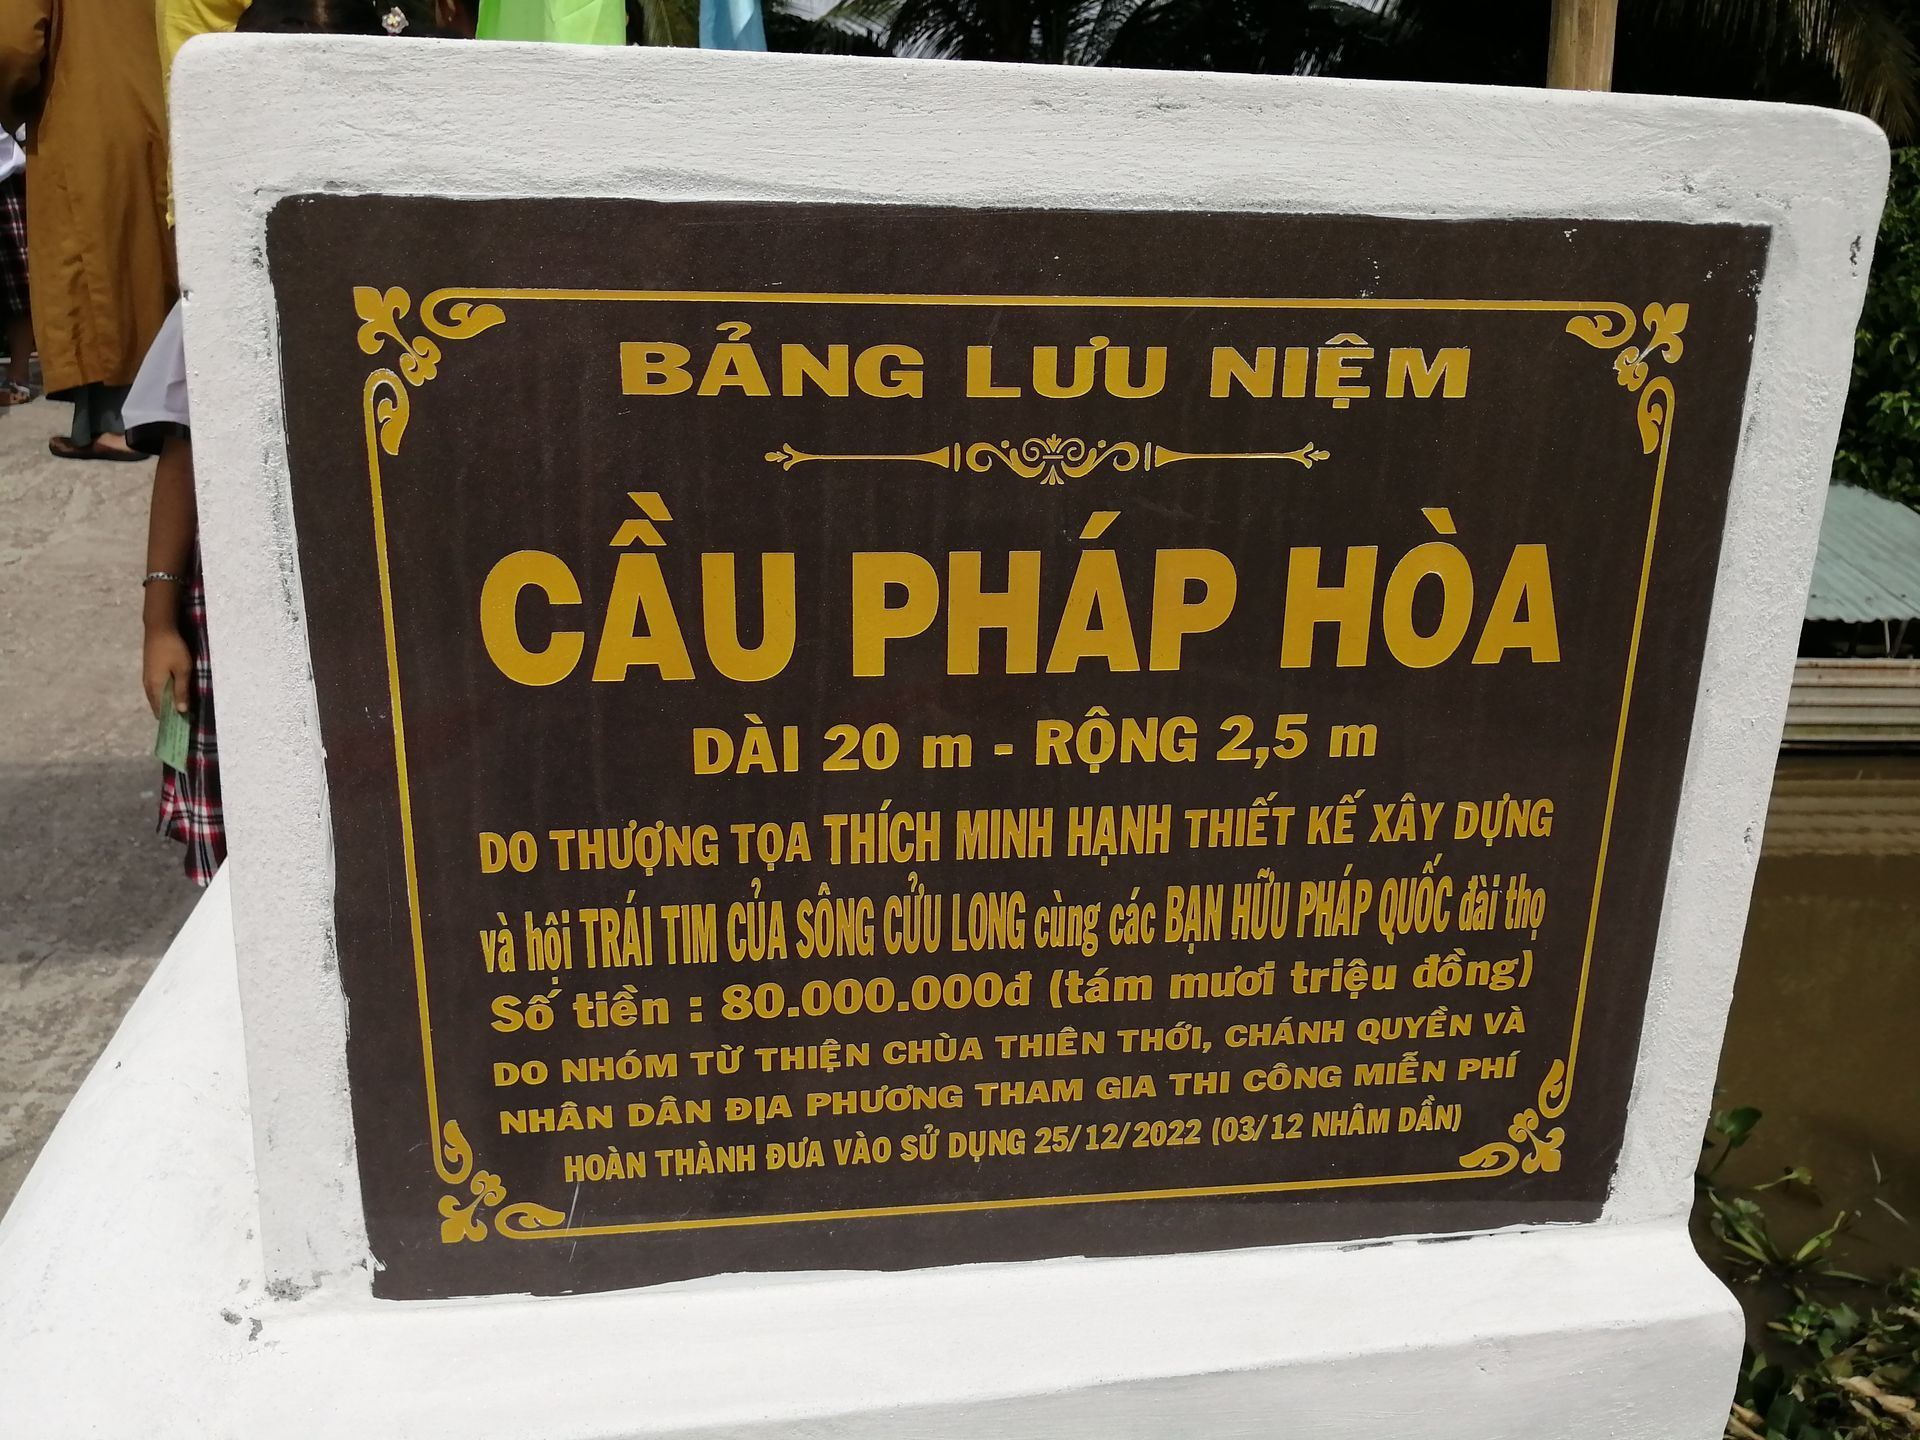 BẢNG LƯU NIỆM
CẦU PHÁP HÒA
DÀI 20 m - RỘNG 2,5 m
DO THƯỢNG TỌA THÍCH MINH HẠNH THIẾT KẾ XÂY DỰNG
và hội TRÁI TIM CỦA SÔNG CỬU LONG cùng các BẠN HỮU PHÁP QUỐC đài thọ
Số tiền : 80.000.000đ (tám mươi triệu đồng)
DO NHÓM TỪ THIỆN CHÙA THIÊN THỚI, CHÁNH QUYỀN VÀ
NHÂN DÂN ĐỊA PHƯƠNG THAM GIA THI CÔNG MIỄN PHÍ
HOÀN THÀNH ĐƯA VÀO SỬ DỤNG 25/12/2022 (03/12 NHÂM DẦN)